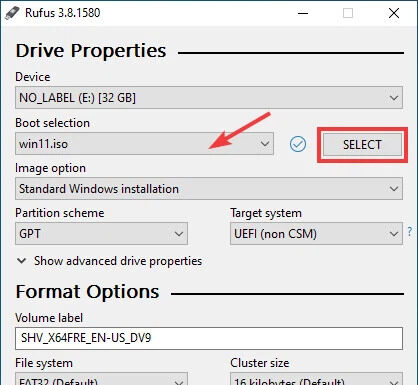 Rufus 3.8.1580
Drive Properties
Device
NO_LABEL (E:) [32 GB]
Boot selection
win11.iso
SELECT
Image option
Standard Windows installation
Partition scheme
Target system
GPT
UEFI (non CSM)
?
Show advanced drive properties
Format Options
Volume label
SHV_X64FRE_EN-US_DV9
File system
Cluster size
FAT32 (Default)
16 kilobytes (Default)